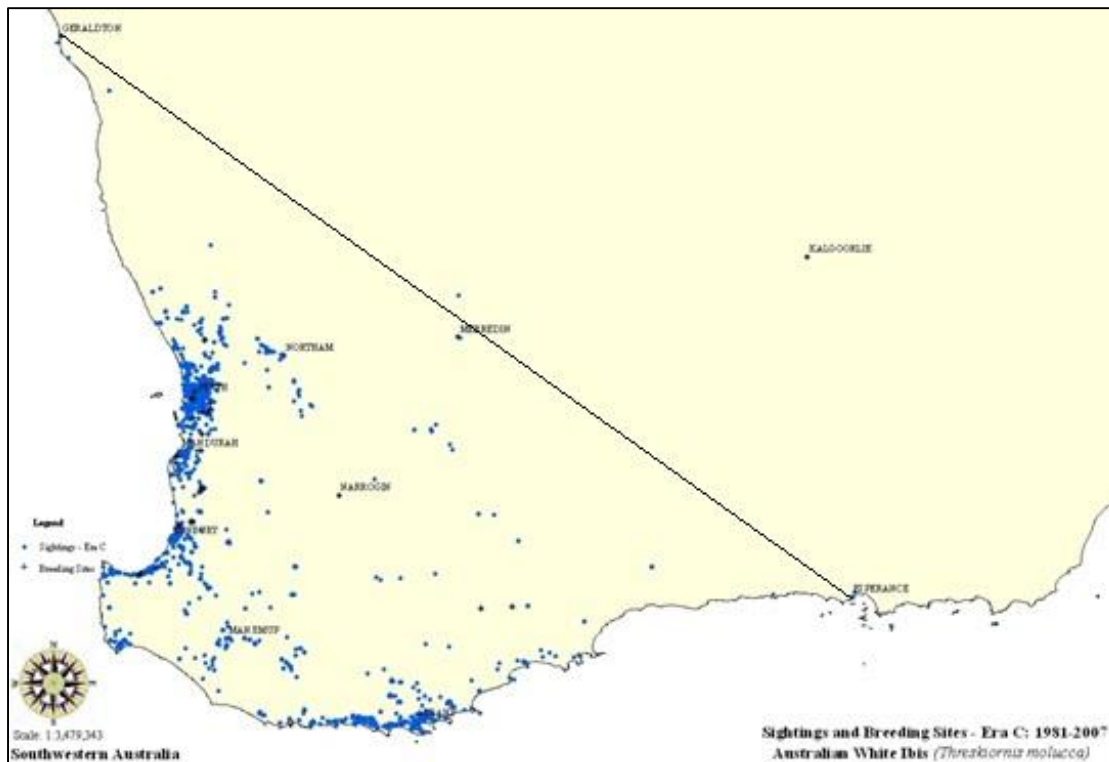 GERALDTON
KALGOORLIE
MERREDIN
NORTHAM
MANDURAH
NARROGIN
Legend
Sightings - Era C
Breeding Sites
ESPERANCE
MANJIMUP
N
Scale: 1:3,479,343
Southwestern Australia
Sightings and Breeding Sites - Era C: 1981-2007
Australian White Ibis (Threskiornis molucca)